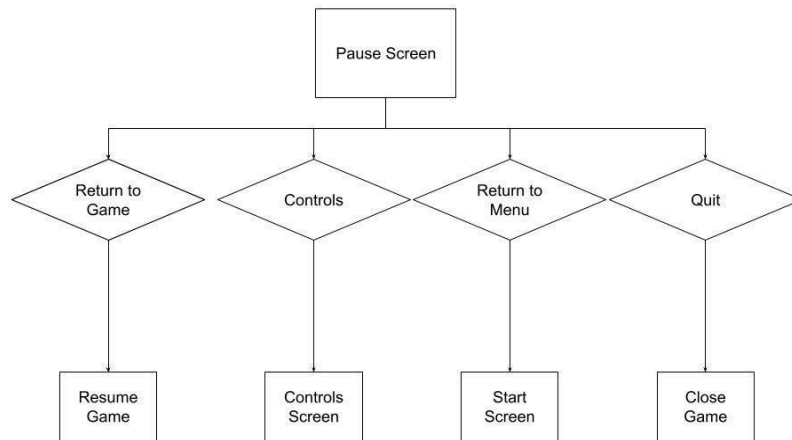 Pause Screen
Return to
Game
Controls
Return to
Menu
Quit
Resume
Game
Controls
Screen
Start
Screen
Close
Game